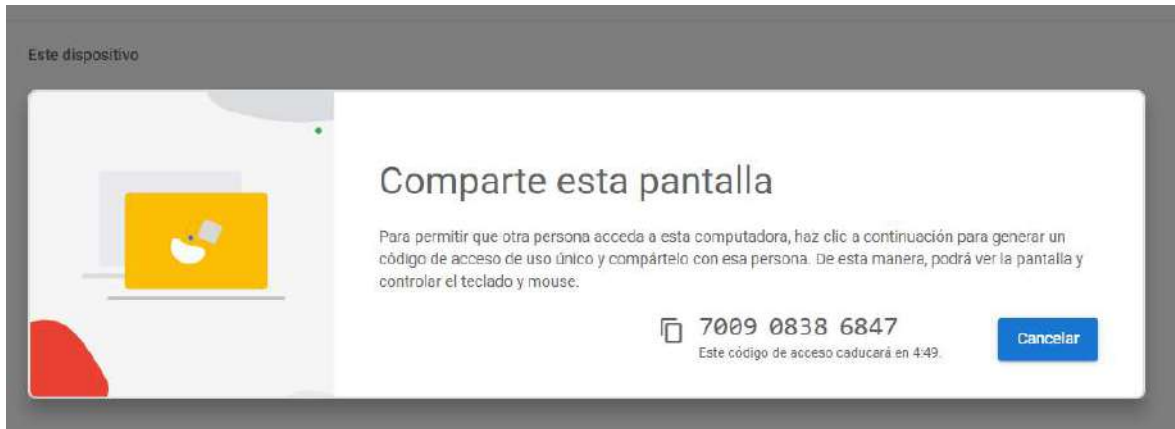 Este dispositivo
Comparte esta pantalla
Para permitir que otra persona acceda a esta computadora, haz clic a continuación para generar un
código de acceso de uso único y compártelo con esa persona. De esta manera, podrá ver la pantalla y
controlar el teclado y mouse.
7009 0838 6847
Este código de acceso caducará en 4:49.
Cancelar